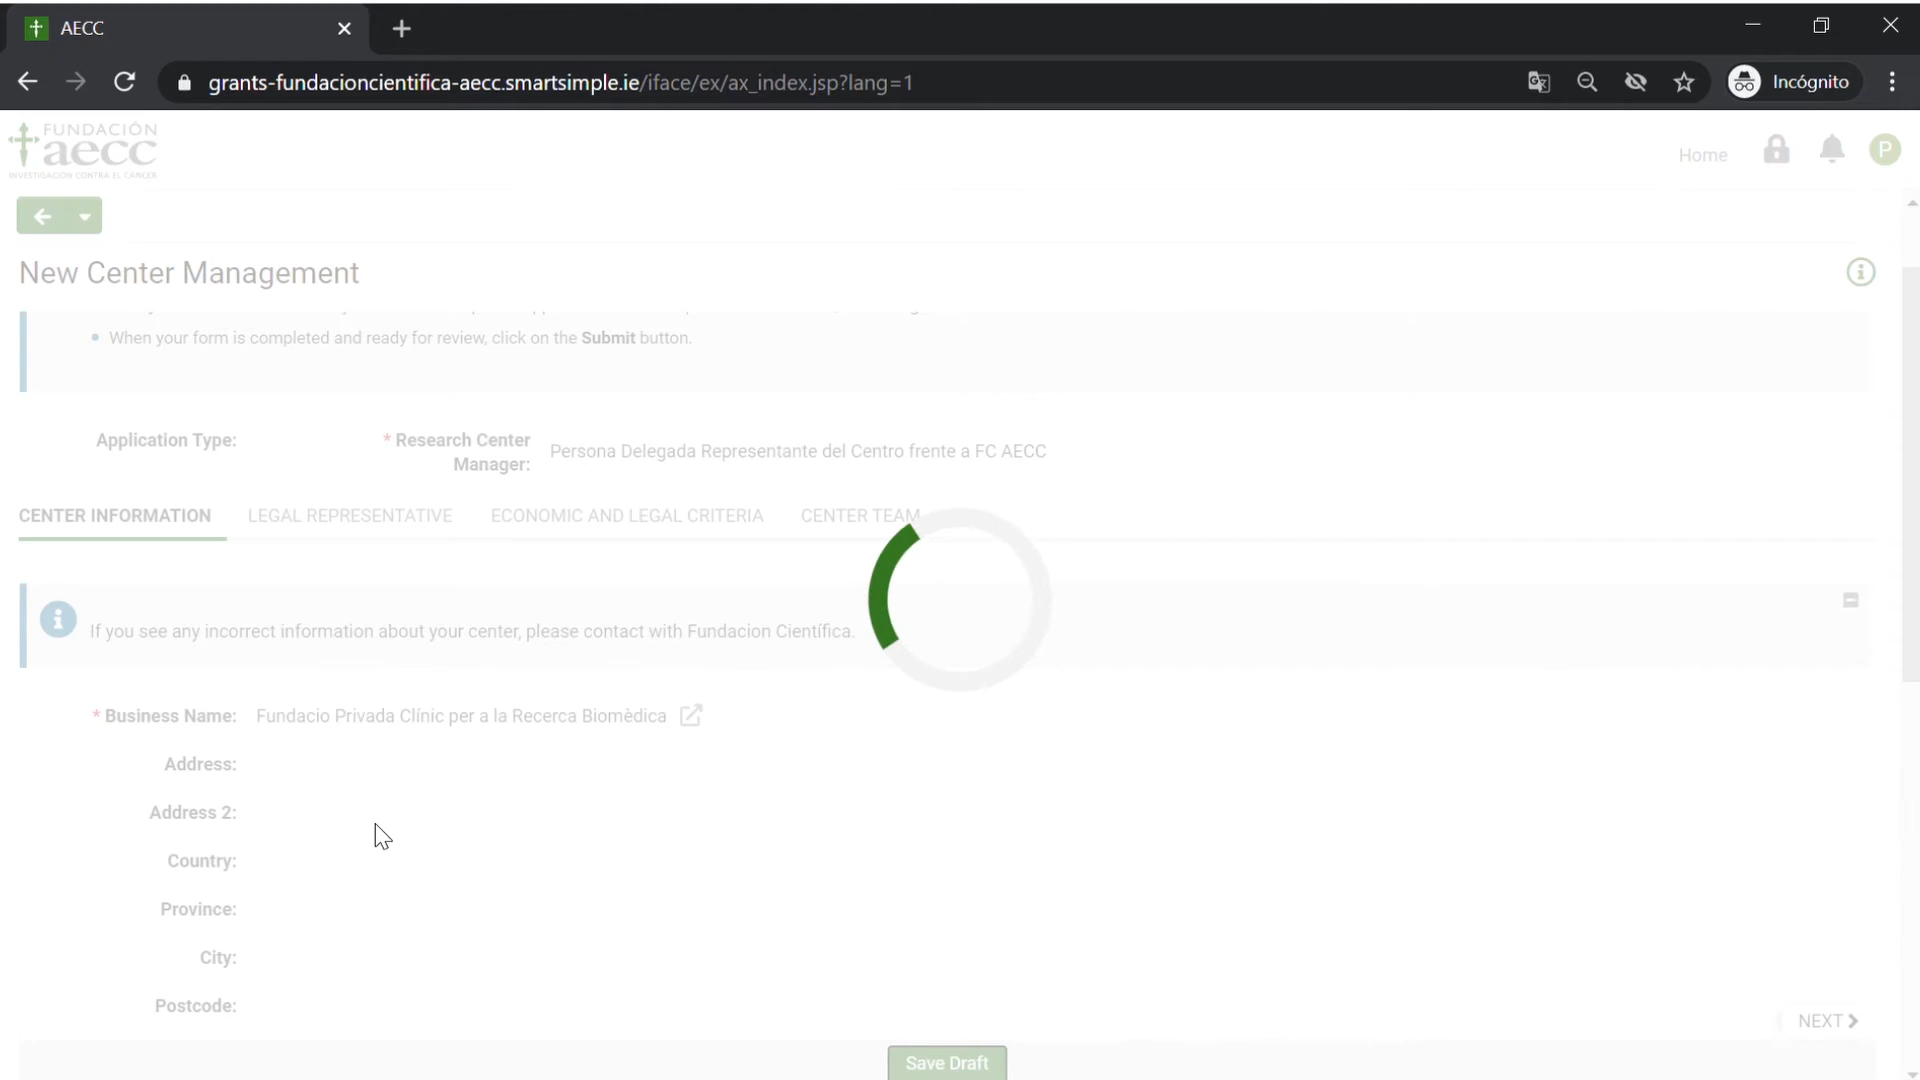 AECC
grants-fundacioncientifica-aecc.smartsimple.ie/iface/ex/ax_index.jsp?lang=1
Incógnito
FUNDACIÓN
aecc
INVESTIGACIÓN CONTRA EL CÁNCER
Home
P
New Center Management
When your form is completed and ready for review, click on the Submit button.
Application Type:
* Research Center Manager:
Persona Delegada Representante del Centro frente a FC AECC
CENTER INFORMATION
LEGAL REPRESENTATIVE
ECONOMIC AND LEGAL CRITERIA
CENTER TEAM
If you see any incorrect information about your center, please contact with Fundacion Científica.
* Business Name: Fundacio Privada Clínic per a la Recerca Biomèdica
Address:
Address 2:
Country:
Province:
City:
Postcode:
NEXT
Save Draft